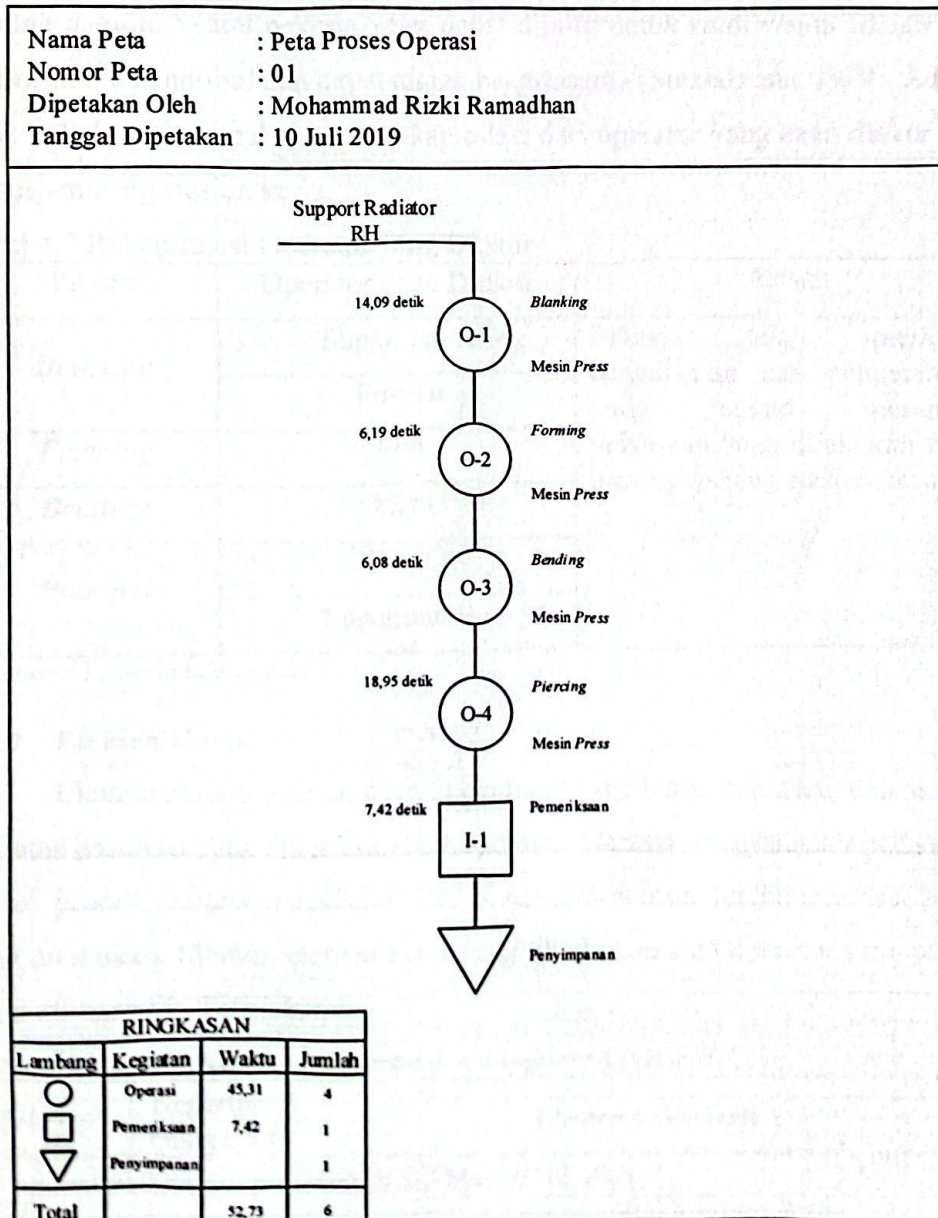 Nama Peta : Peta Proses Operasi
Nomor Peta : 01
Dipetakan Oleh : Mohammad Rizki Ramadhan
Tanggal Dipetakan : 10 Juli 2019
Support Radiator
RH
14,09 detik Blanking
O-1
Mesin Press
6,19 detik Forming
O-2
Mesin Press
6,08 detik Bending
O-3
Mesin Press
18,95 detik Piercing
O-4
Mesin Press
7,42 detik Pemeriksaan
I-1
Penyimpanan
RINGKASAN
Lambang Kegiatan Waktu Jumlah
Operasi 45,31 4
Pemeriksaan 7,42 1
Penyimpanan 1
Total 52,73 6